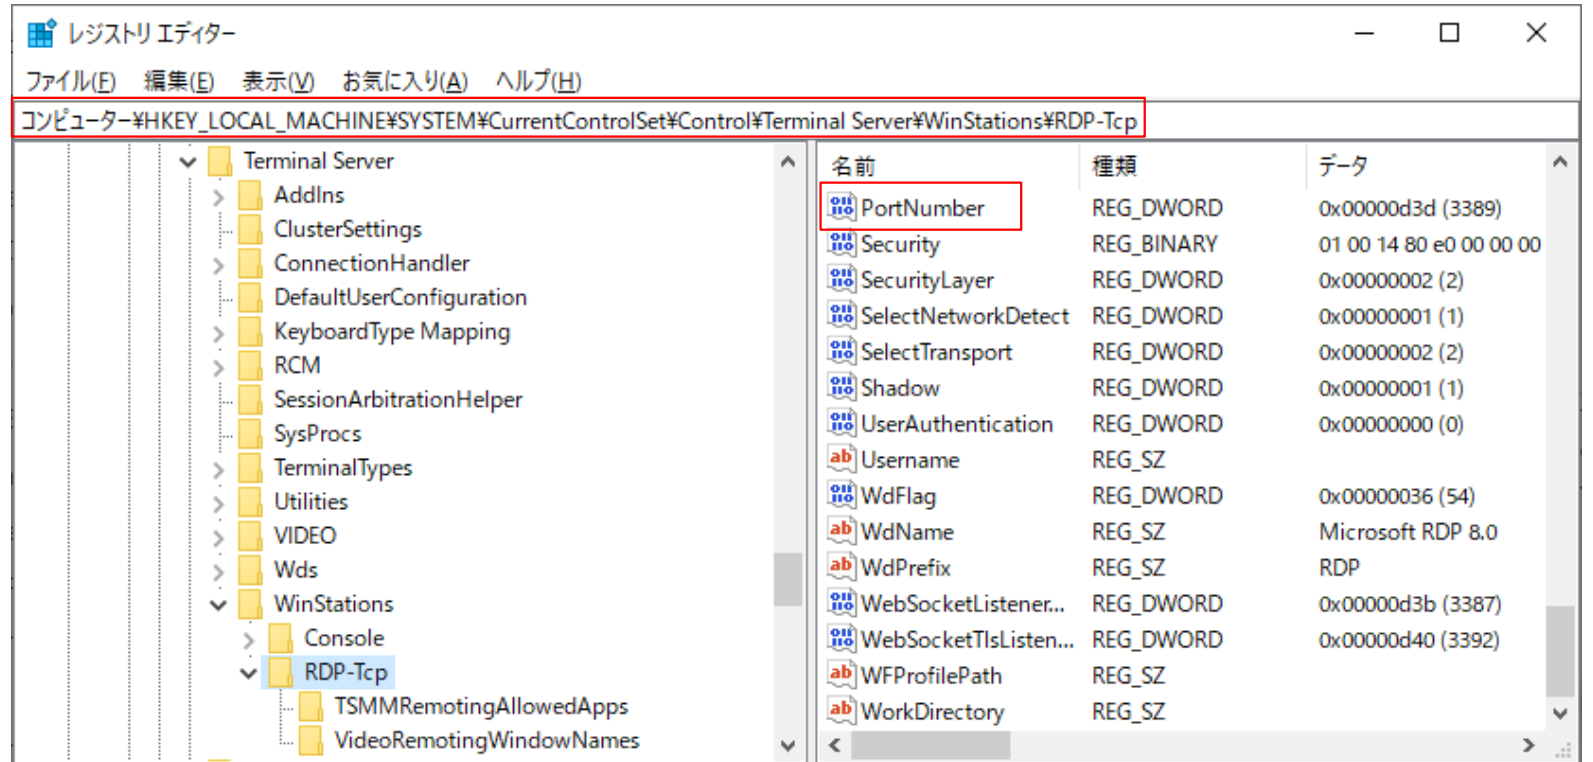 レジストリ エディター
ファイル(F) 編集(E) 表示(V) お気に入り(A) ヘルプ(H)
コンピューター¥HKEY_LOCAL_MACHINE¥SYSTEM¥CurrentControlSet¥Control¥Terminal Server¥WinStations¥RDP-Tcp
Terminal Server
AddIns
ClusterSettings
ConnectionHandler
DefaultUserConfiguration
KeyboardType Mapping
RCM
SessionArbitrationHelper
SysProcs
TerminalTypes
Utilities
VIDEO
Wds
WinStations
Console
RDP-Tcp
TSMMRemotingAllowedApps
VideoRemotingWindowNames
名前 種類 データ
PortNumber REG_DWORD 0x00000d3d (3389)
Security REG_BINARY 01 00 14 80 e0 00 00 00
SecurityLayer REG_DWORD 0x00000002 (2)
SelectNetworkDetect REG_DWORD 0x00000001 (1)
SelectTransport REG_DWORD 0x00000002 (2)
Shadow REG_DWORD 0x00000001 (1)
UserAuthentication REG_DWORD 0x00000000 (0)
Username REG_SZ
WdFlag REG_DWORD 0x00000036 (54)
WdName REG_SZ Microsoft RDP 8.0
WdPrefix REG_SZ RDP
WebSocketListener... REG_DWORD 0x00000d3b (3387)
WebSocketTlsListen... REG_DWORD 0x00000d40 (3392)
WFProfilePath REG_SZ
WorkDirectory REG_SZ